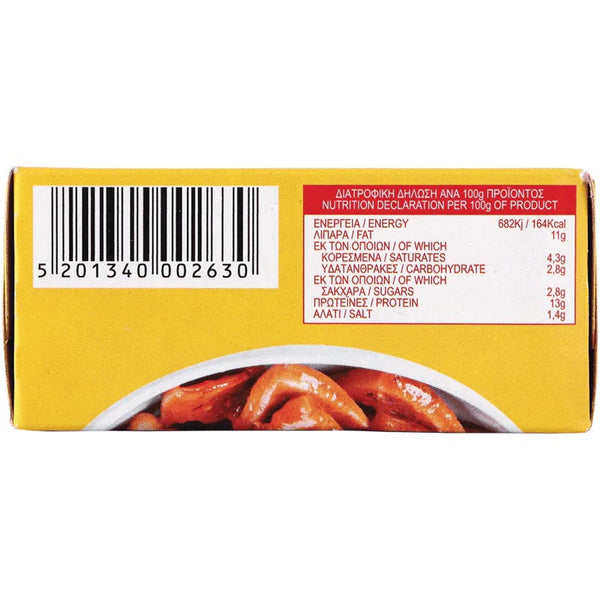 5 201340 002630
ΔΙΑΤΡΟΦΙΚΗ ΔΗΛΩΣΗ ΑΝΑ 100g ΠΡΟΪΟΝΤΟΣ
NUTRITION DECLARATION PER 100g OF PRODUCT
ΕΝΕΡΓΕΙΑ / ENERGY 682Kj / 164Kcal
ΛΙΠΑΡΑ / FAT 11g
ΕΚ ΤΩΝ ΟΠΟΙΩΝ / OF WHICH
ΚΟΡΕΣΜΕΝΑ / SATURATES 4,3g
ΥΔΑΤΑΝΘΡΑΚΕΣ / CARBOHYDRATE 2,8g
ΕΚ ΤΩΝ ΟΠΟΙΩΝ / OF WHICH
ΣΑΚΧΑΡΑ / SUGARS 2,8g
ΠΡΩΤΕΪΝΕΣ / PROTEIN 13g
ΑΛΑΤΙ / SALT 1,4g